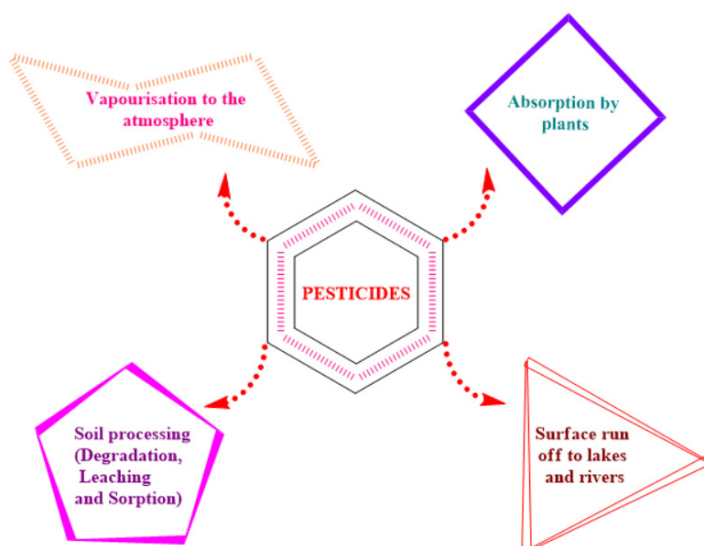 Vapourisation to the
atmosphere
Absorption by
plants
PESTICIDES
Soil processing
(Degradation,
Leaching
and Sorption)
Surface run
off to lakes
and rivers